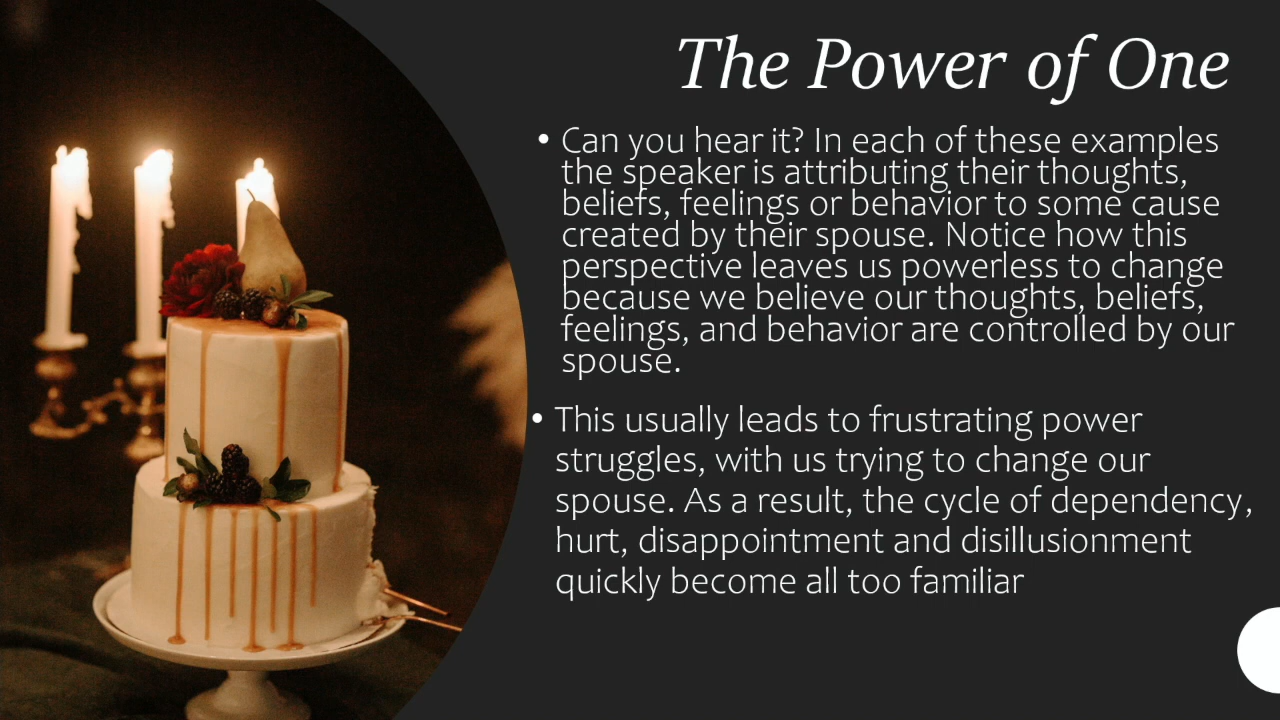 The Power of One
• Can you hear it? In each of these examples
the speaker is attributing their thoughts,
beliefs, feelings or behavior to some cause
created by their spouse. Notice how this
perspective leaves us powerless to change
because we believe our thoughts, beliefs,
feelings, and behavior are controlled by our
spouse.
• This usually leads to frustrating power
struggles, with us trying to change our
spouse. As a result, the cycle of dependency,
hurt, disappointment and disillusionment
quickly become all too familiar